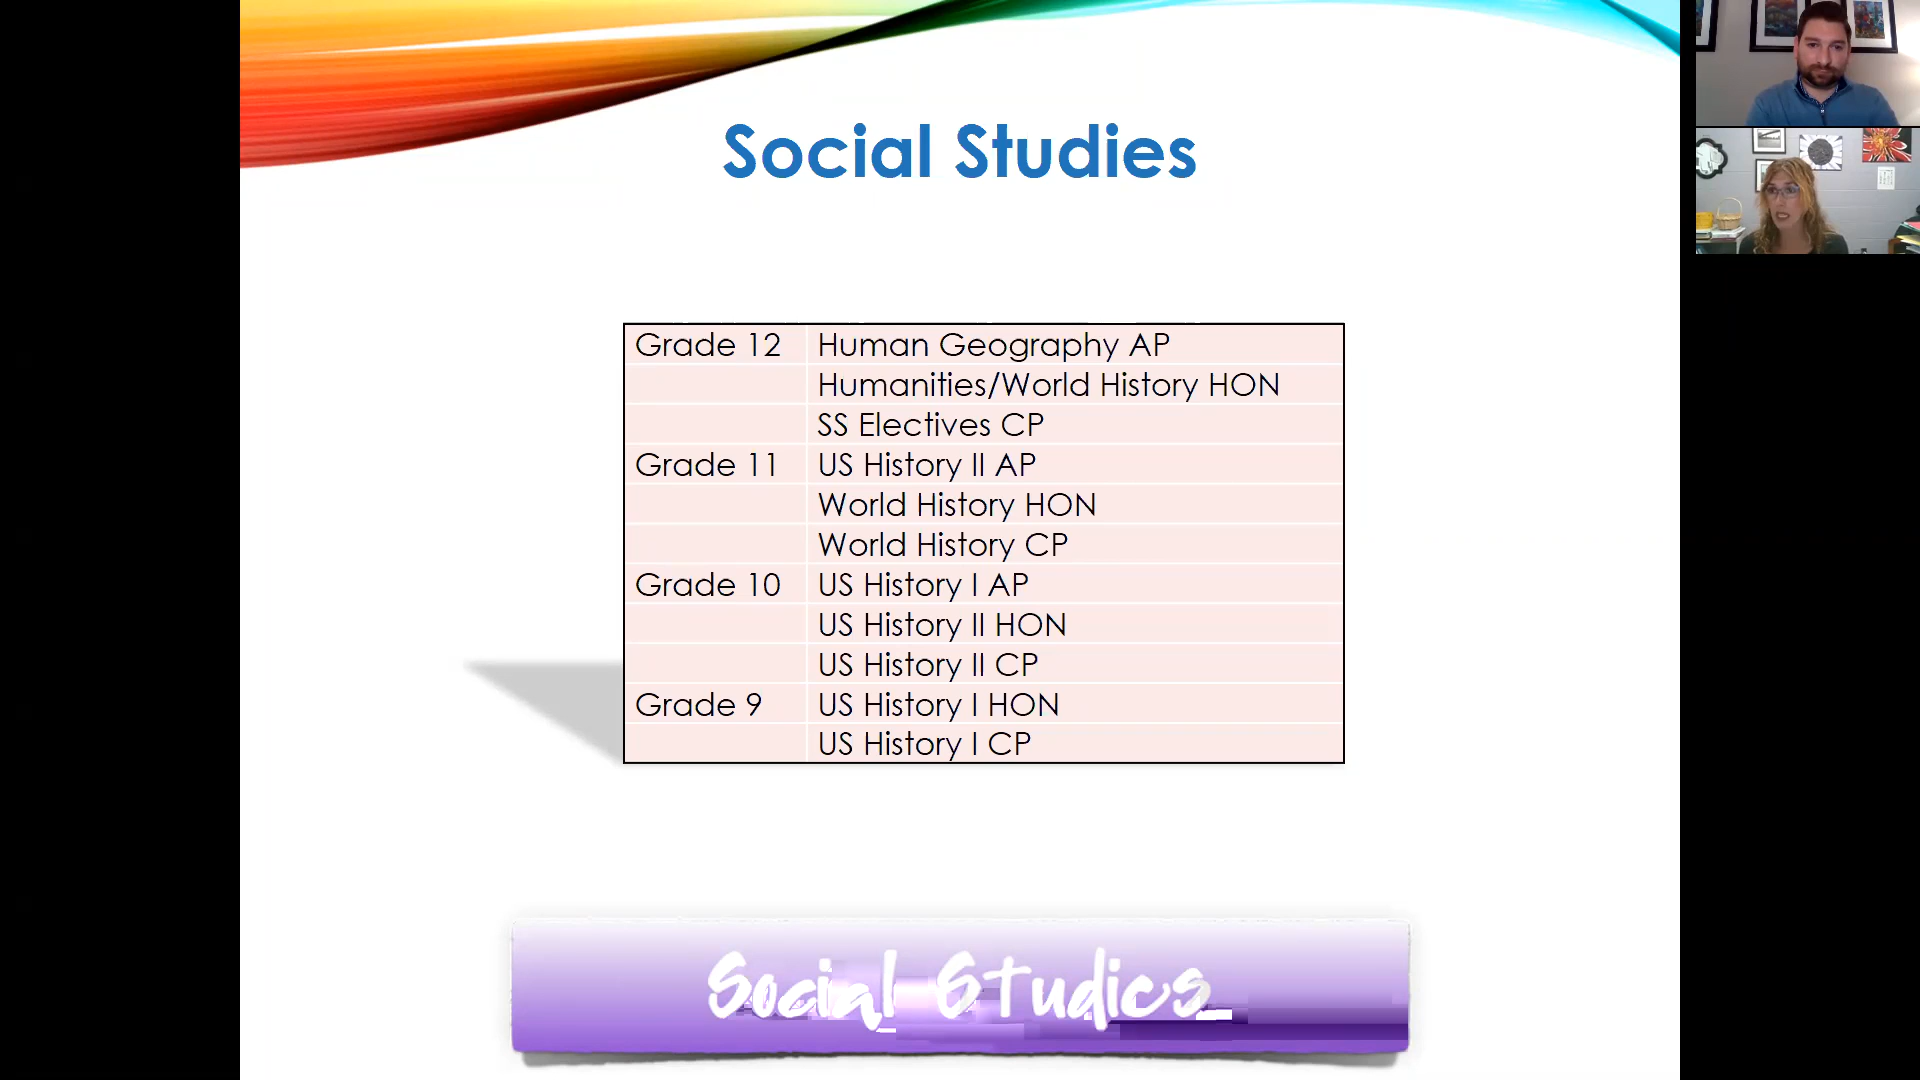 Social Studies
Grade 12 Human Geography AP
Humanities/World History HON
SS Electives CP
Grade 11 US History II AP
World History HON
World History CP
Grade 10 US History I AP
US History II HON
US History II CP
Grade 9 US History I HON
US History I CP
Social Studies